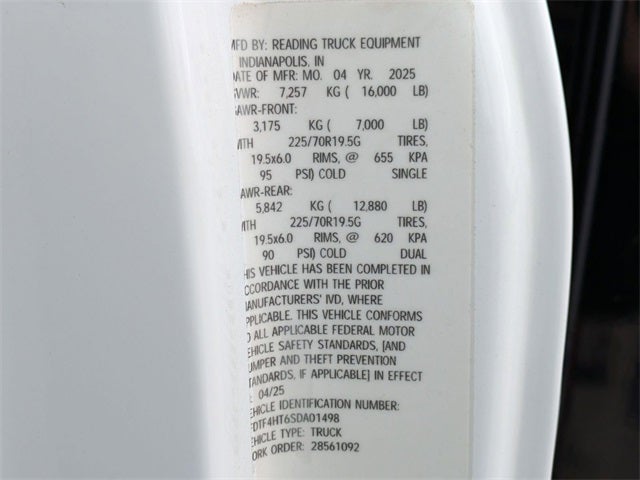 MFD BY: READING TRUCK EQUIPMENT
INDIANAPOLIS, IN
DATE OF MFR: MO. 04 YR. 2025
GVWR: 7,257 KG ( 16,000 LB)
GAWR-FRONT:
3,175 KG ( 7,000 LB)
WITH 225/70R19.5G TIRES,
19.5x6.0 RIMS, @ 655 KPA
95 PSI) COLD SINGLE
GAWR-REAR:
5,842 KG ( 12,880 LB)
WITH 225/70R19.5G TIRES,
19.5x6.0 RIMS, @ 620 KPA
90 PSI) COLD DUAL
THIS VEHICLE HAS BEEN COMPLETED IN
ACCORDANCE WITH THE PRIOR
MANUFACTURERS' IVD, WHERE
APPLICABLE. THIS VEHICLE CONFORMS
TO ALL APPLICABLE FEDERAL MOTOR
VEHICLE SAFETY STANDARDS, [AND
BUMPER AND THEFT PREVENTION
STANDARDS, IF APPLICABLE] IN EFFECT
04/25
VEHICLE IDENTIFICATION NUMBER:
FDTF4HT6SDA01498
VEHICLE TYPE: TRUCK
WORK ORDER: 28561092